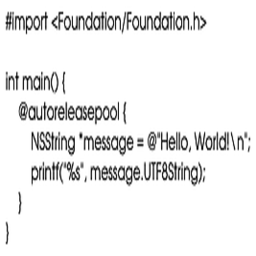 #import <Foundation/Foundation.h>

int main() {
    @autoreleasepool {
        NSString *message = @"Hello, World!\n";
        printf("%s", message.UTF8String);
    }
}